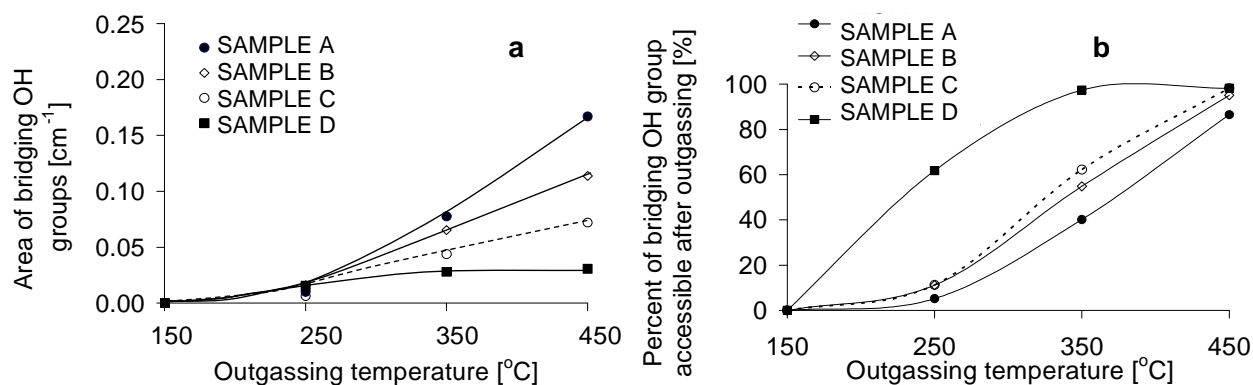 Area of bridging OH
groups [cm-1]
0.25
0.20
0.15
0.10
0.05
0.00
SAMPLE A
SAMPLE B
SAMPLE C
SAMPLE D
a
150 250 350 450
Outgassing temperature [oC]
Percent of bridging OH group
accessible after outgassing [%]
SAMPLE A
SAMPLE B
SAMPLE C
SAMPLE D
b
100
80
60
40
20
0
150 250 350 450
Outgassing temperature [oC]